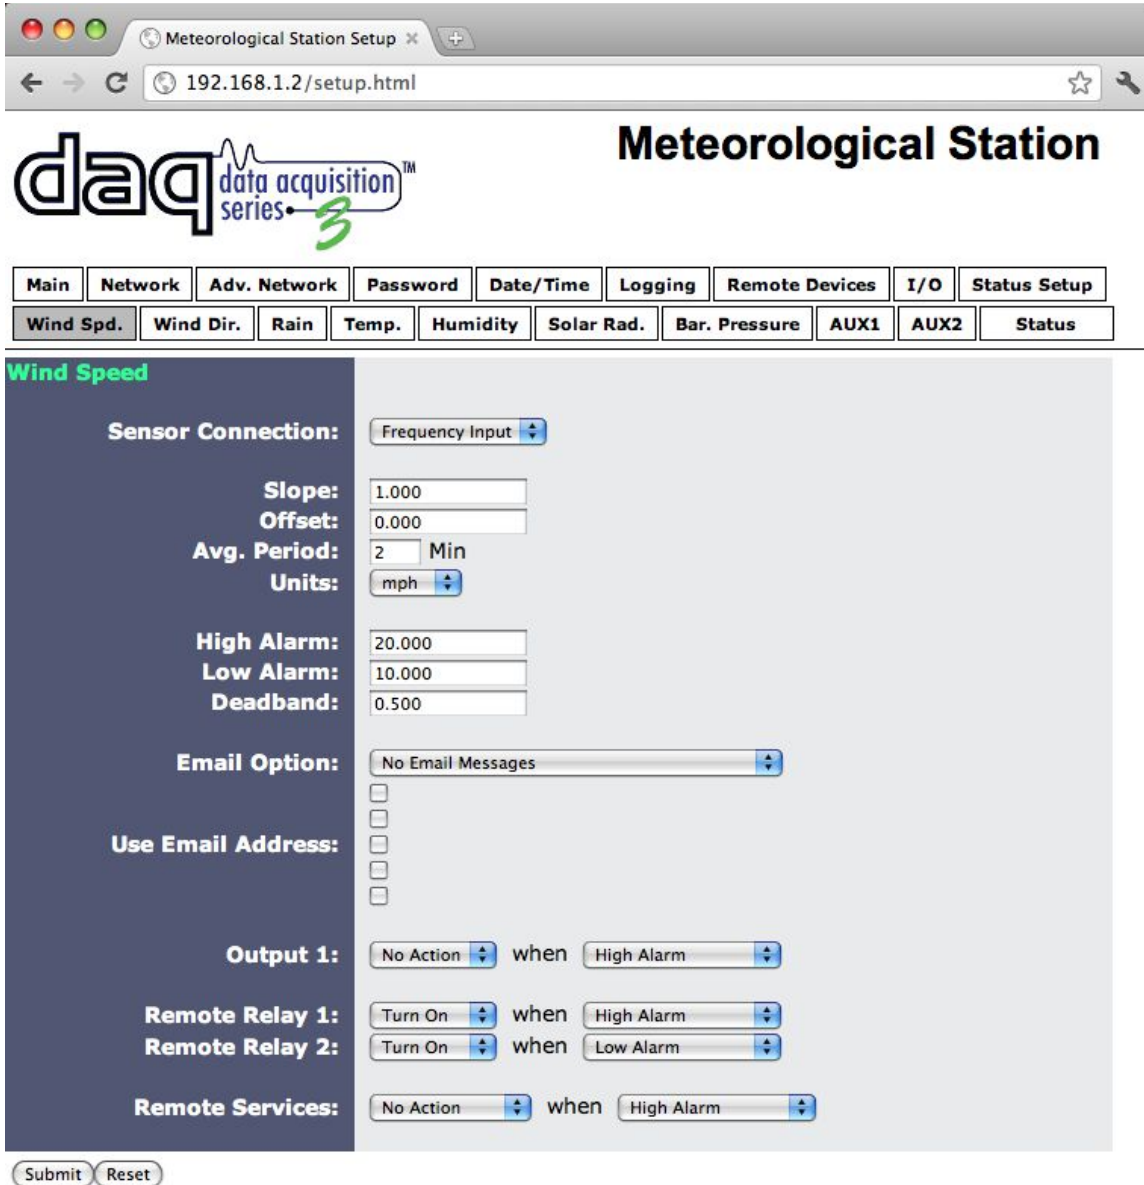 Meteorological Station Setup
192.168.1.2/setup.html
daq data acquisition series 3 TM
Meteorological Station
Main Network Adv. Network Password Date/Time Logging Remote Devices I/O Status Setup
Wind Spd. Wind Dir. Rain Temp. Humidity Solar Rad. Bar. Pressure AUX1 AUX2 Status
Wind Speed
Sensor Connection: Frequency Input
Slope: 1.000
Offset: 0.000
Avg. Period: 2 Min
Units: mph
High Alarm: 20.000
Low Alarm: 10.000
Deadband: 0.500
Email Option: No Email Messages
Use Email Address:
Output 1: No Action when High Alarm
Remote Relay 1: Turn On when High Alarm
Remote Relay 2: Turn On when Low Alarm
Remote Services: No Action when High Alarm
Submit Reset